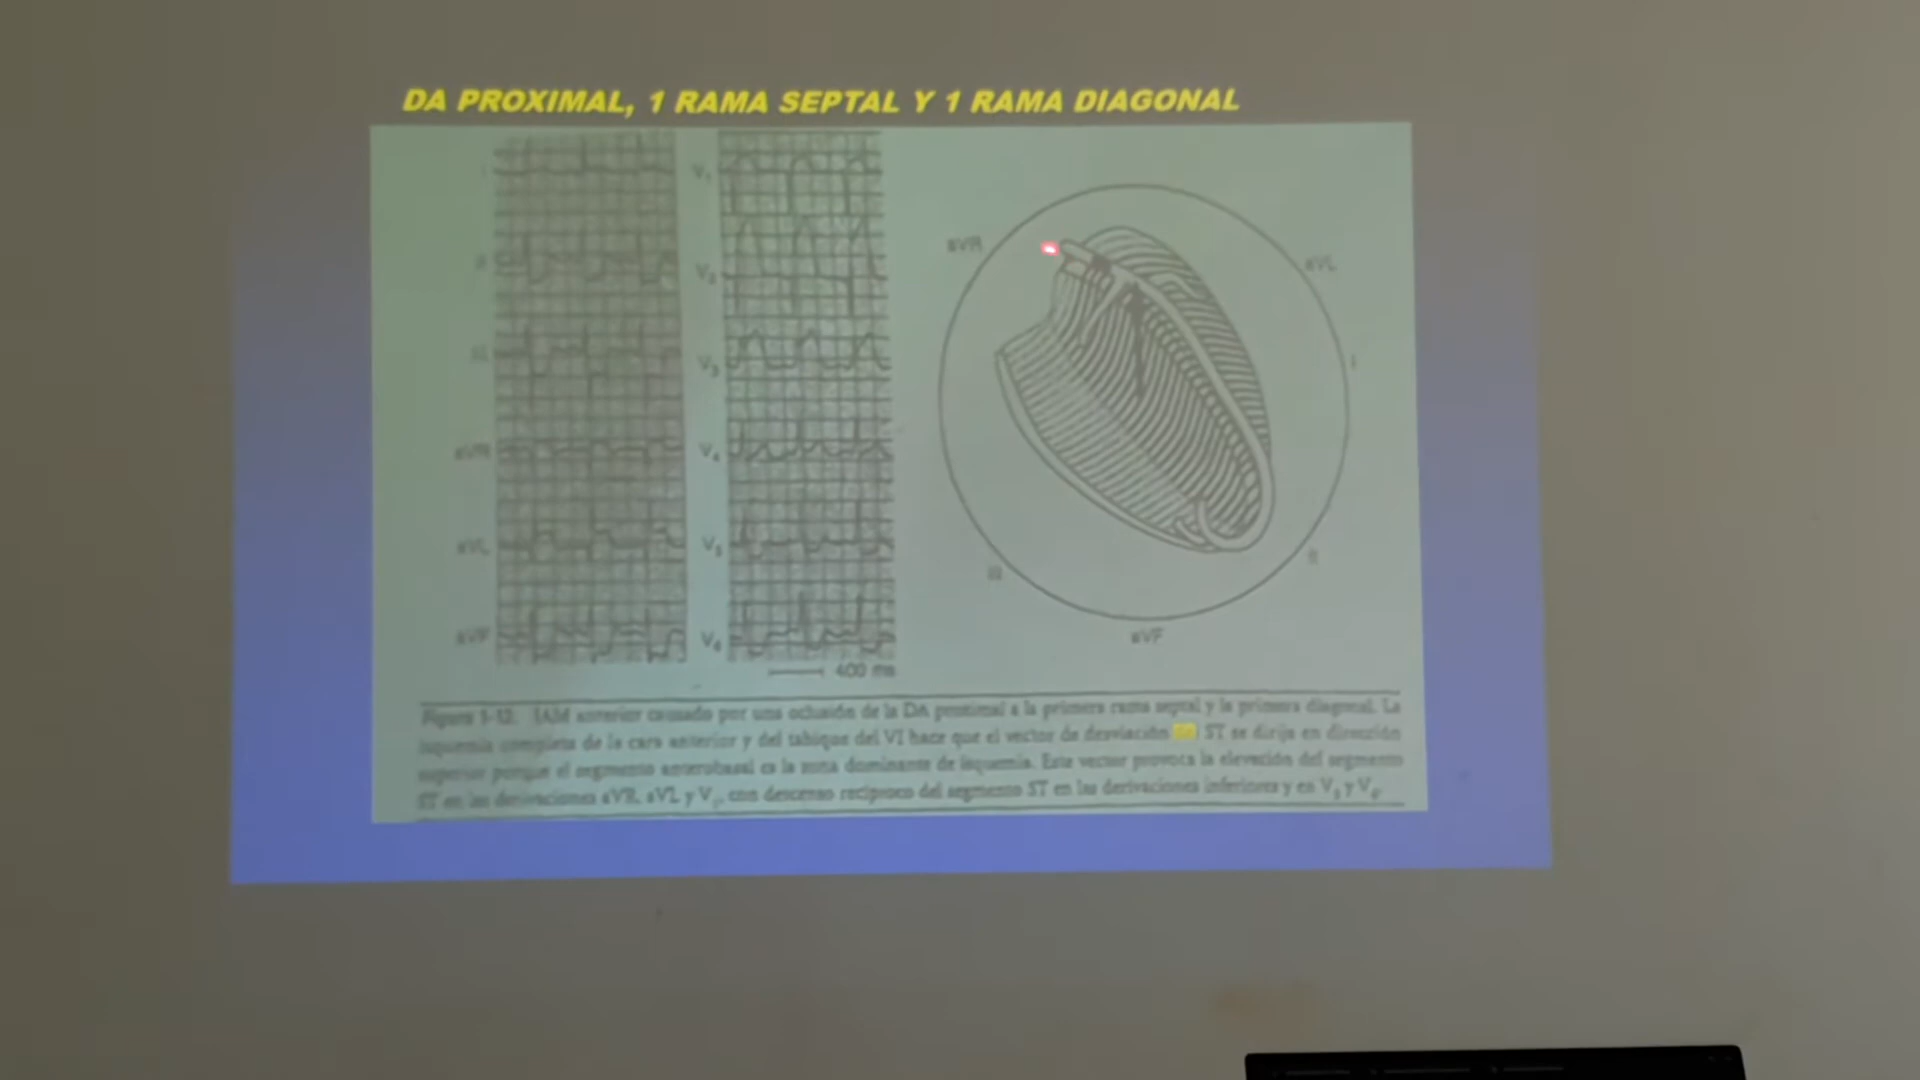 DA PROXIMAL, 1 RAMA SEPTAL Y 1 RAMA DIAGONAL
I
II
III
aVR
aVL
aVF
V1
V2
V3
V4
V5
V6
400 ms
aVR
aVL
I
II
aVF
III
Figura 1-12. IAM anterior causado por una oclusión de la DA proximal a la primera rama septal y la primera diagonal. La
isquemia completa de la cara anterior y del tabique del VI hace que el vector de desviación ST se dirija en dirección
superior porque el segmento anterobasal es la zona dominante de isquemia. Este vector provoca la elevación del segmento
ST en las derivaciones aVR, aVL y V, con descenso recíproco del segmento ST en las derivaciones inferiores y en V5 y V6.